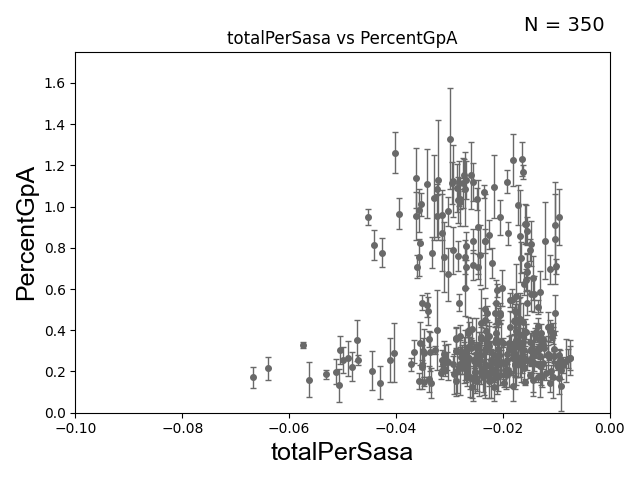 N = 350
totalPerSasa vs PercentGpA
PercentGpA
1.6
1.4
1.2
1.0
0.8
0.6
0.4
0.2
0.0
−0.10 −0.08 −0.06 −0.04 −0.02 0.00
totalPerSasa